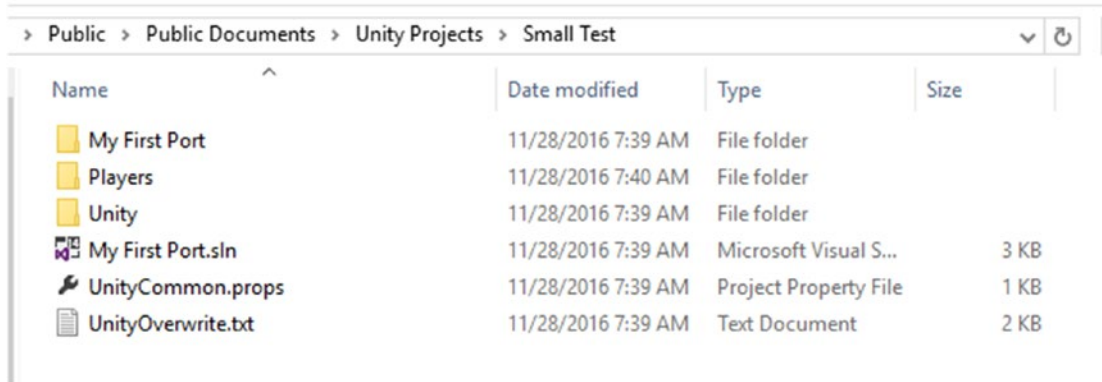 > Public > Public Documents > Unity Projects > Small Test
Name Date modified Type Size
My First Port 11/28/2016 7:39 AM File folder
Players 11/28/2016 7:40 AM File folder
Unity 11/28/2016 7:39 AM File folder
My First Port.sln 11/28/2016 7:39 AM Microsoft Visual S... 3 KB
UnityCommon.props 11/28/2016 7:39 AM Project Property File 1 KB
UnityOverwrite.txt 11/28/2016 7:39 AM Text Document 2 KB